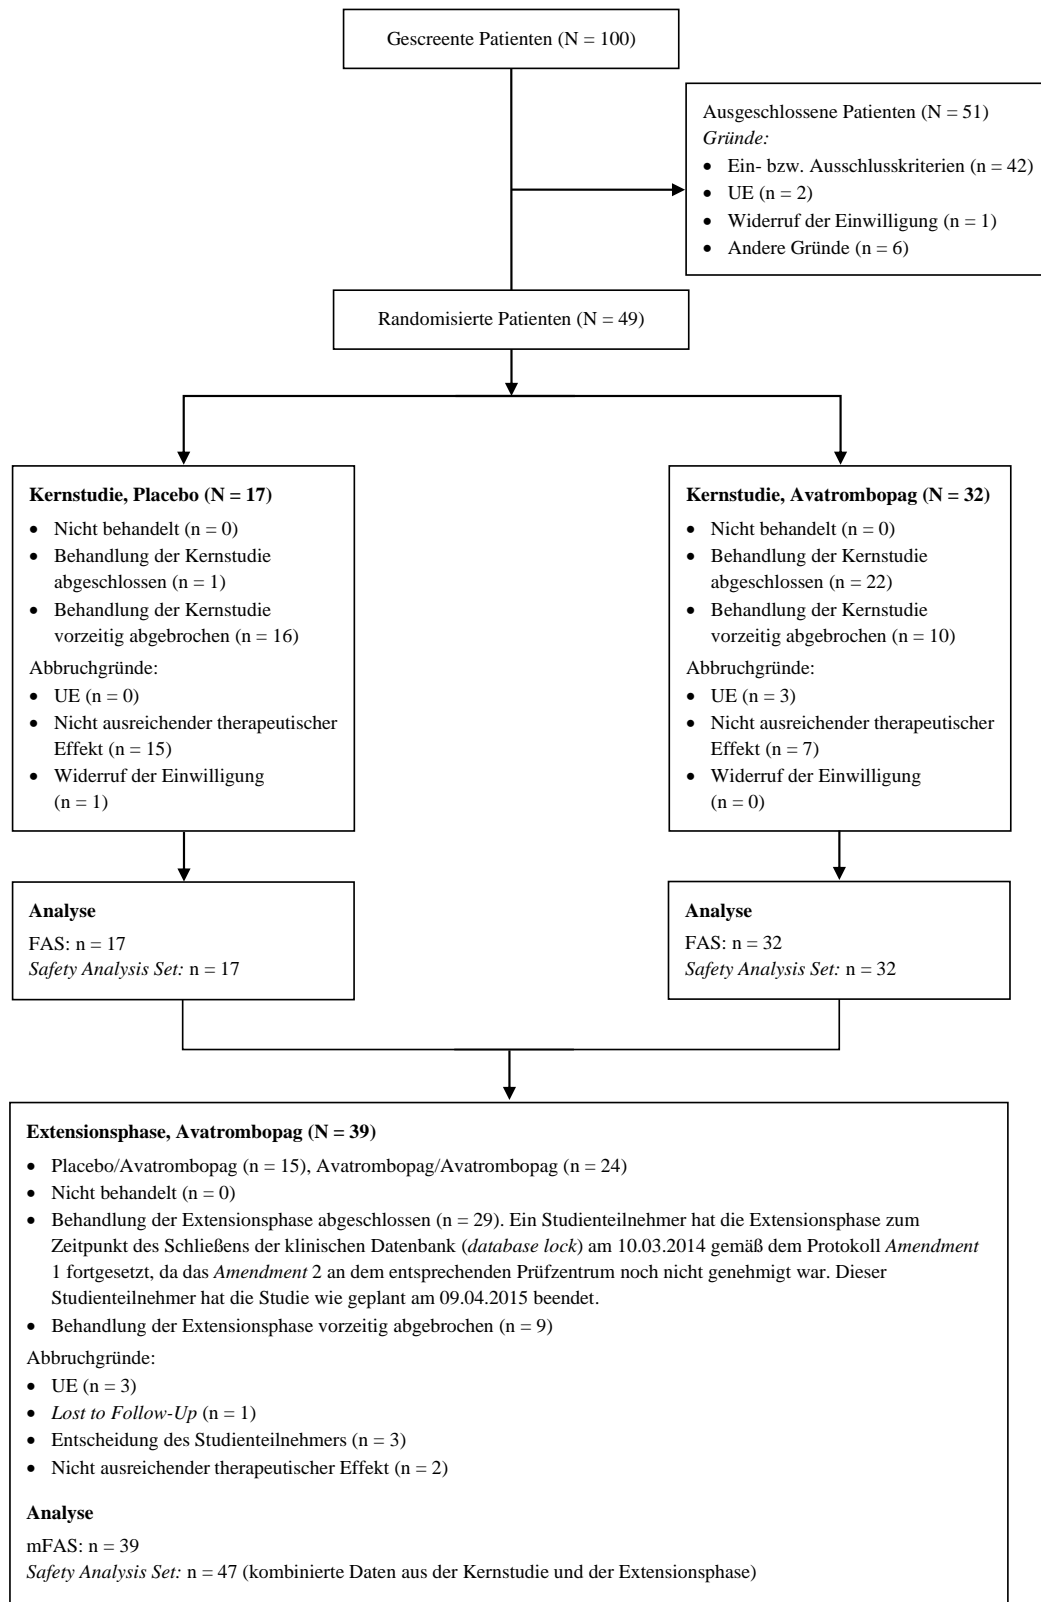 Gescreente Patienten (N = 100)
Ausgeschlossene Patienten (N = 51)
Gründe:
• Ein- bzw. Ausschlusskriterien (n = 42)
• UE (n = 2)
• Widerruf der Einwilligung (n = 1)
• Andere Gründe (n = 6)
Randomisierte Patienten (N = 49)
Kernstudie, Placebo (N = 17)
• Nicht behandelt (n = 0)
• Behandlung der Kernstudie
abgeschlossen (n = 1)
• Behandlung der Kernstudie
vorzeitig abgebrochen (n = 16)
Abbruchgründe:
• UE (n = 0)
• Nicht ausreichender therapeutischer
Effekt (n = 15)
• Widerruf der Einwilligung
(n = 1)
Kernstudie, Avatrombopag (N = 32)
• Nicht behandelt (n = 0)
• Behandlung der Kernstudie
abgeschlossen (n = 22)
• Behandlung der Kernstudie
vorzeitig abgebrochen (n = 10)
Abbruchgründe:
• UE (n = 3)
• Nicht ausreichender therapeutischer
Effekt (n = 7)
• Widerruf der Einwilligung
(n = 0)
Analyse
FAS: n = 17
Safety Analysis Set: n = 17
Analyse
FAS: n = 32
Safety Analysis Set: n = 32
Extensionsphase, Avatrombopag (N = 39)
• Placebo/Avatrombopag (n = 15), Avatrombopag/Avatrombopag (n = 24)
• Nicht behandelt (n = 0)
• Behandlung der Extensionsphase abgeschlossen (n = 29). Ein Studienteilnehmer hat die Extensionsphase zum
Zeitpunkt des Schließens der klinischen Datenbank (database lock) am 10.03.2014 gemäß dem Protokoll Amendment
1 fortgesetzt, da das Amendment 2 an dem entsprechenden Prüfzentrum noch nicht genehmigt war. Dieser
Studienteilnehmer hat die Studie wie geplant am 09.04.2015 beendet.
• Behandlung der Extensionsphase vorzeitig abgebrochen (n = 9)
Abbruchgründe:
• UE (n = 3)
• Lost to Follow-Up (n = 1)
• Entscheidung des Studienteilnehmers (n = 3)
• Nicht ausreichender therapeutischer Effekt (n = 2)
Analyse
mFAS: n = 39
Safety Analysis Set: n = 47 (kombinierte Daten aus der Kernstudie und der Extensionsphase)